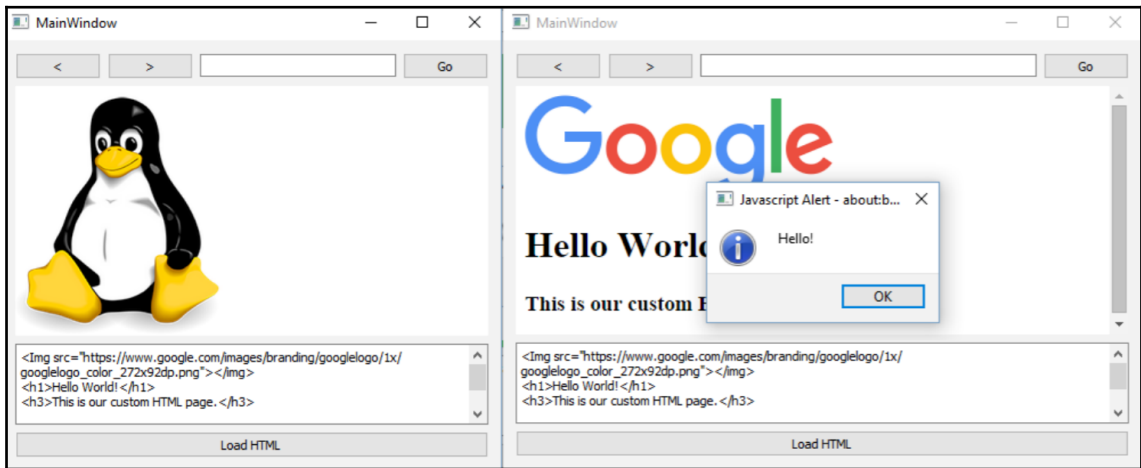 MainWindow
< > Go
<Img src="https://www.google.com/images/branding/googlelogo/1x/
googlelogo_color_272x92dp.png"></img>
<h1>Hello World!</h1>
<h3>This is our custom HTML page.</h3>
Load HTML
MainWindow
< > Go
Google
Hello World
This is our custom
Javascript Alert - about:b...
Hello!
OK
<Img src="https://www.google.com/images/branding/googlelogo/1x/
googlelogo_color_272x92dp.png"></img>
<h1>Hello World!</h1>
<h3>This is our custom HTML page.</h3>
Load HTML